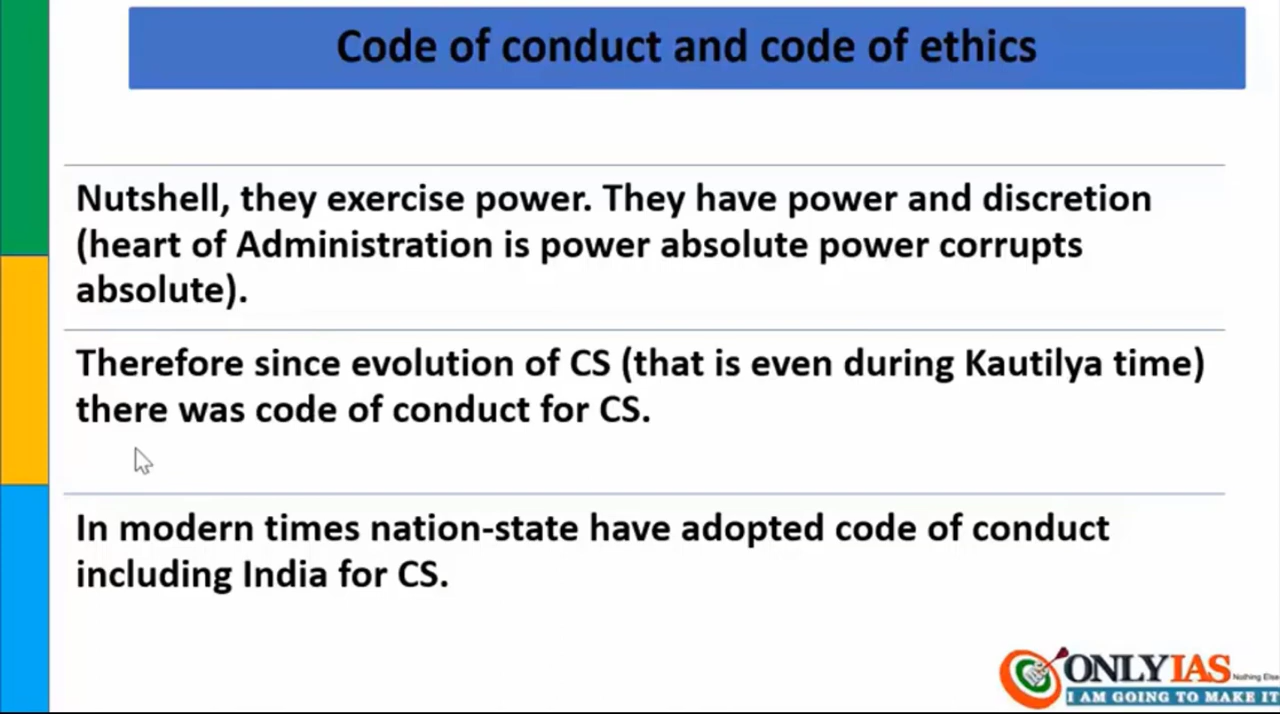 Code of conduct and code of ethics
Nutshell, they exercise power. They have power and discretion
(heart of Administration is power absolute power corrupts
absolute).
Therefore since evolution of CS (that is even during Kautilya time)
there was code of conduct for CS.
In modern times nation-state have adopted code of conduct
including India for CS.
ONLYIAS
Nothing Else
I AM GOING TO MAKE IT